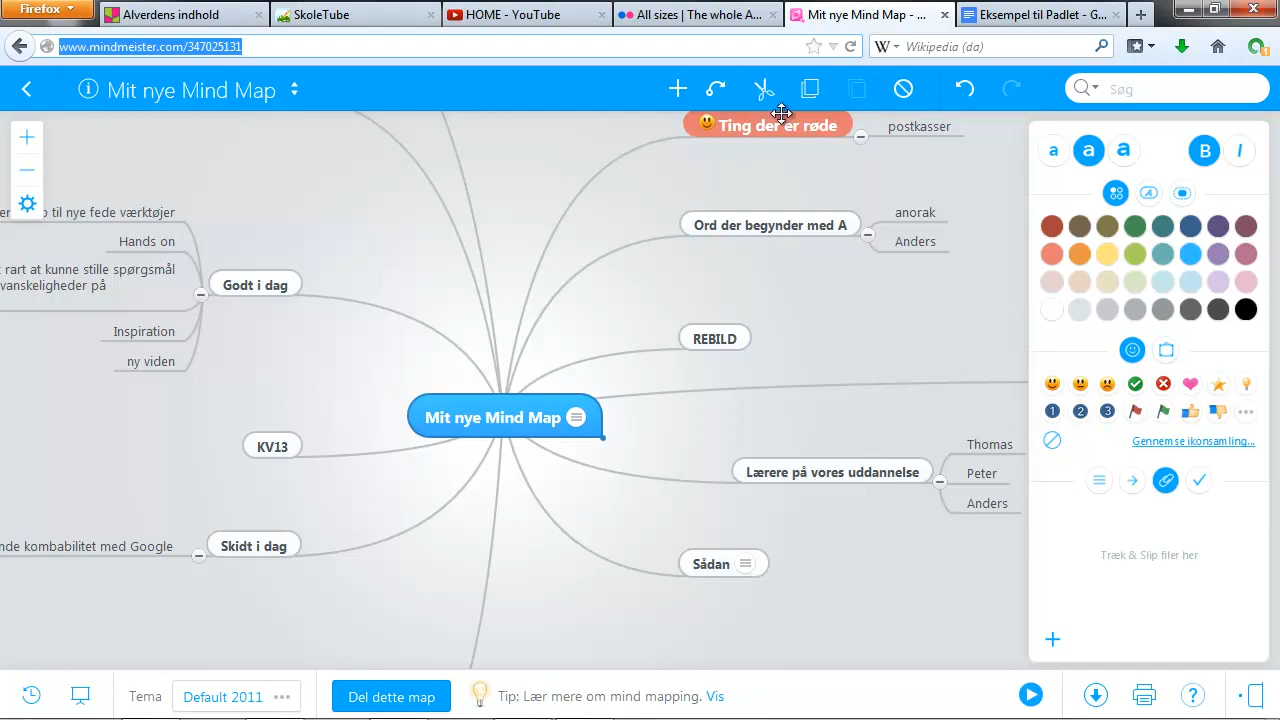 Firefox
Alverdens indhold
SkoleTube
HOME - YouTube
All sizes | The whole A...
Mit nye Mind Map - ...
Eksempel til Padlet - G...
www.mindmeister.com/347025131
W
Wikipedia (da)
Mit nye Mind Map
Søg
Ting der er røde
postkasser
a a a B I
til nye fede værktøjer
Ord der begynder med A
anorak
Hands on
Anders
rart at kunne stille spørgsmål
vanskeligheder på
Godt i dag
Inspiration
REBILD
ny viden
Mit nye Mind Map
1 2 3
KV13
Gennemse ikonsamling...
Lærere på vores uddannelse
Thomas
Peter
Anders
kombabilitet med Google
Skidt i dag
Sådan
Træk & Slip filer her
Tema
Default 2011
Del dette map
Tip: Lær mere om mind mapping. Vis